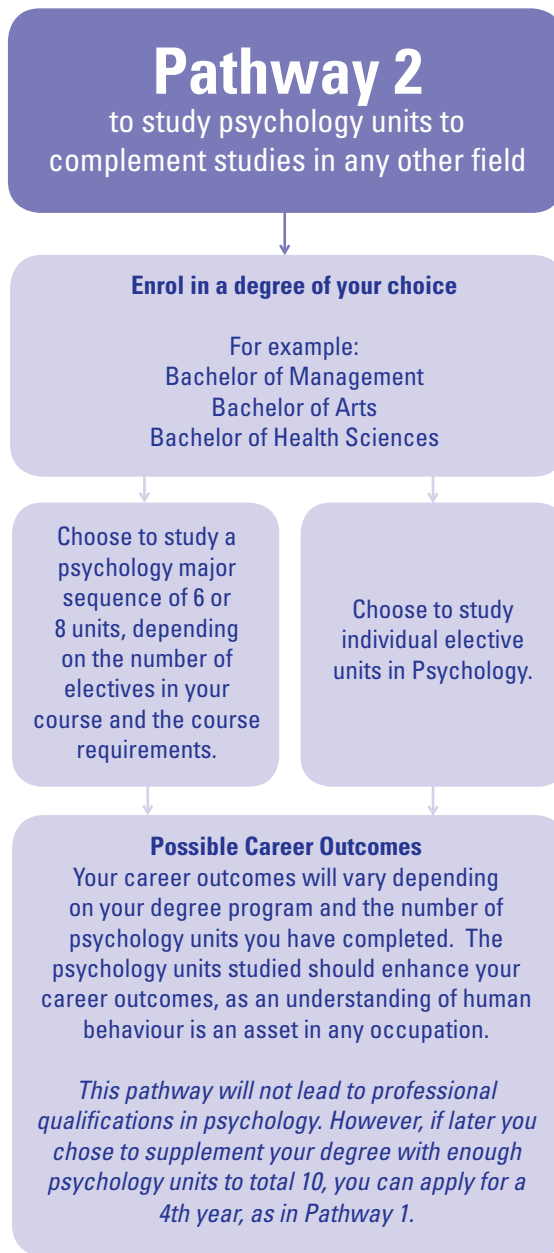 Pathway 2
to study psychology units to
complement studies in any other field
Enrol in a degree of your choice
For example:
Bachelor of Management
Bachelor of Arts
Bachelor of Health Sciences
Choose to study a
psychology major
sequence of 6 or
8 units, depending
on the number of
electives in your
course and the course
requirements.
Choose to study
individual elective
units in Psychology.
Possible Career Outcomes
Your career outcomes will vary depending
on your degree program and the number of
psychology units you have completed.  The
psychology units studied should enhance your
career outcomes, as an understanding of human
behaviour is an asset in any occupation.
This pathway will not lead to professional
qualifications in psychology. However, if later you
chose to supplement your degree with enough
psychology units to total 10, you can apply for a
4th year, as in Pathway 1.